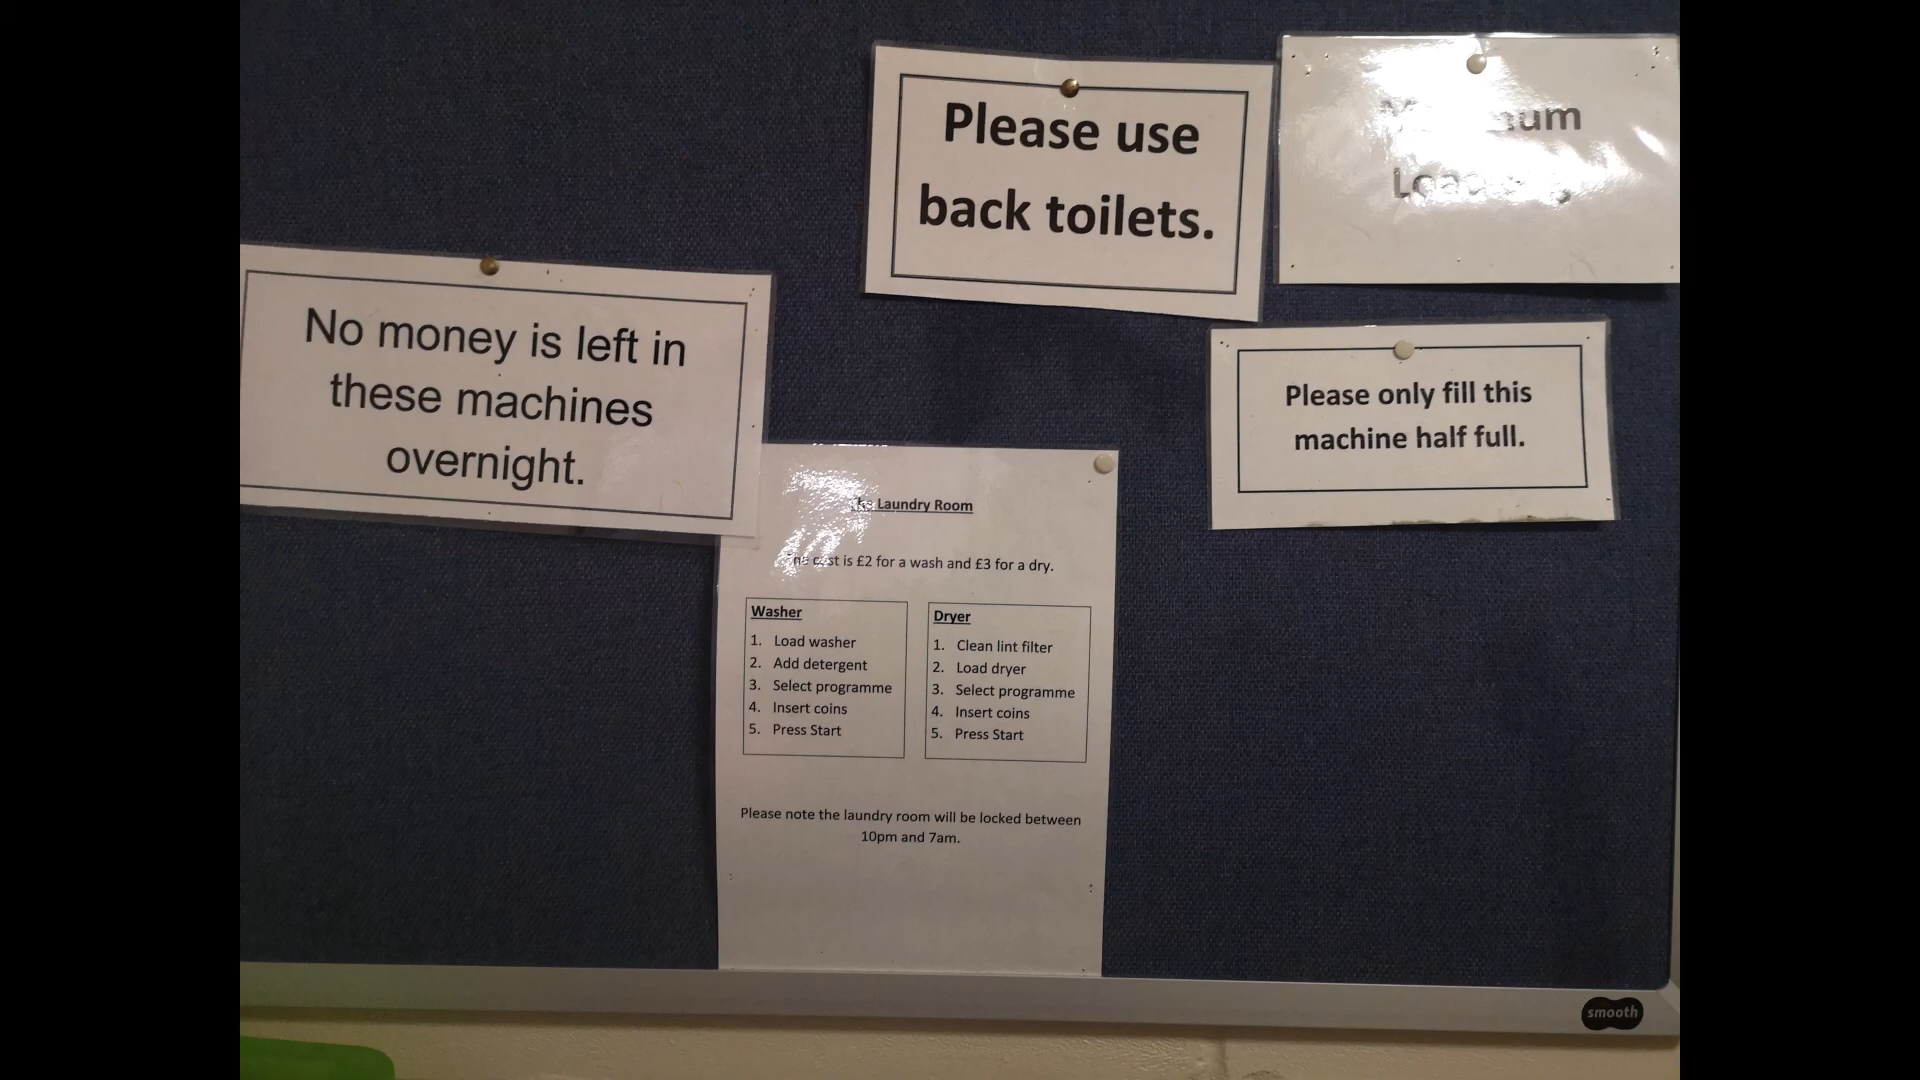 Please use
back toilets.
Loading
No money is left in
these machines
overnight.
Please only fill this
machine half full.
The Laundry Room
The cost is £2 for a wash and £3 for a dry.
Washer
1. Load washer
2. Add detergent
3. Select programme
4. Insert coins
5. Press Start
Dryer
1. Clean lint filter
2. Load dryer
3. Select programme
4. Insert coins
5. Press Start
Please note the laundry room will be locked between
10pm and 7am.
smooth